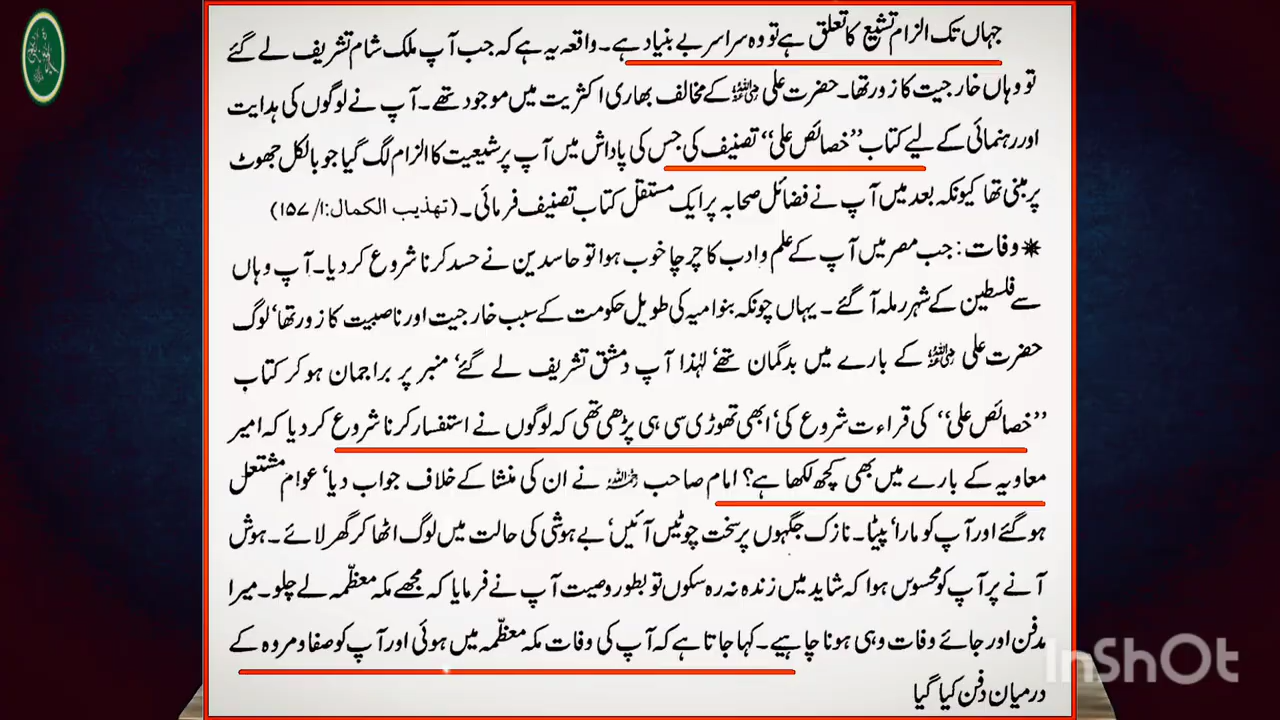 جہاں تک الزام تشیع کا تعلق ہے تو وہ سراسر بے بنیاد ہے۔ واقعہ یہ ہے کہ جب آپ ملک شام تشریف لے گئے
تو وہاں خارجیت کا زور تھا۔ حضرت علی رضی اللہ عنہ کے مخالف بھاری اکثریت میں موجود تھے۔ آپ نے لوگوں کی ہدایت
اور رہنمائی کے لیے کتاب ”خصائص علی“ تصنیف کی جس کی پاداش میں آپ پر شیعیت کا الزام لگ گیا جو بالکل جھوٹ
پر مبنی تھا کیونکہ بعد میں آپ نے فضائل صحابہ پر ایک مستقل کتاب تصنیف فرمائی۔ (تهذيب الكمال:۱/۱۵۷)
✷ وفات: جب مصر میں آپ کے علم و ادب کا چرچا خوب ہوا تو حاسدین نے حسد کرنا شروع کر دیا۔ آپ وہاں
سے فلسطین کے شہر رملہ آ گئے۔ یہاں چونکہ بنو امیہ کی طویل حکومت کے سبب خارجیت اور ناصبیت کا زور تھا‘ لوگ
حضرت علی رضی اللہ عنہ کے بارے میں بدگمان تھے‘ لہٰذا آپ دمشق تشریف لے گئے‘ منبر پر براجمان ہو کر کتاب
”خصائص علی“ کی قراءت شروع کی‘ ابھی تھوڑی سی ہی پڑھی تھی کہ لوگوں نے استفسار کرنا شروع کر دیا کہ امیر
معاویہ کے بارے میں بھی کچھ لکھا ہے؟ امام صاحب رحمہ اللہ نے ان کی منشا کے خلاف جواب دیا‘ عوام مشتعل
ہو گئے اور آپ کو مارا‘ پیٹا۔ نازک جگہوں پر سخت چوٹیں آئیں‘ بے ہوشی کی حالت میں لوگ اٹھا کر گھر لائے۔ ہوش
آنے پر آپ کو محسوس ہوا کہ شاید میں زندہ نہ رہ سکوں تو بطور وصیت آپ نے فرمایا کہ مجھے مکہ معظّمہ لے چلو۔ میرا
مدفن اور جائے وفات وہی ہونا چاہیے۔ کہا جاتا ہے کہ آپ کی وفات مکہ معظّمہ میں ہوئی اور آپ کو صفا و مروہ کے
درمیان دفن کیا گیا
InShOt